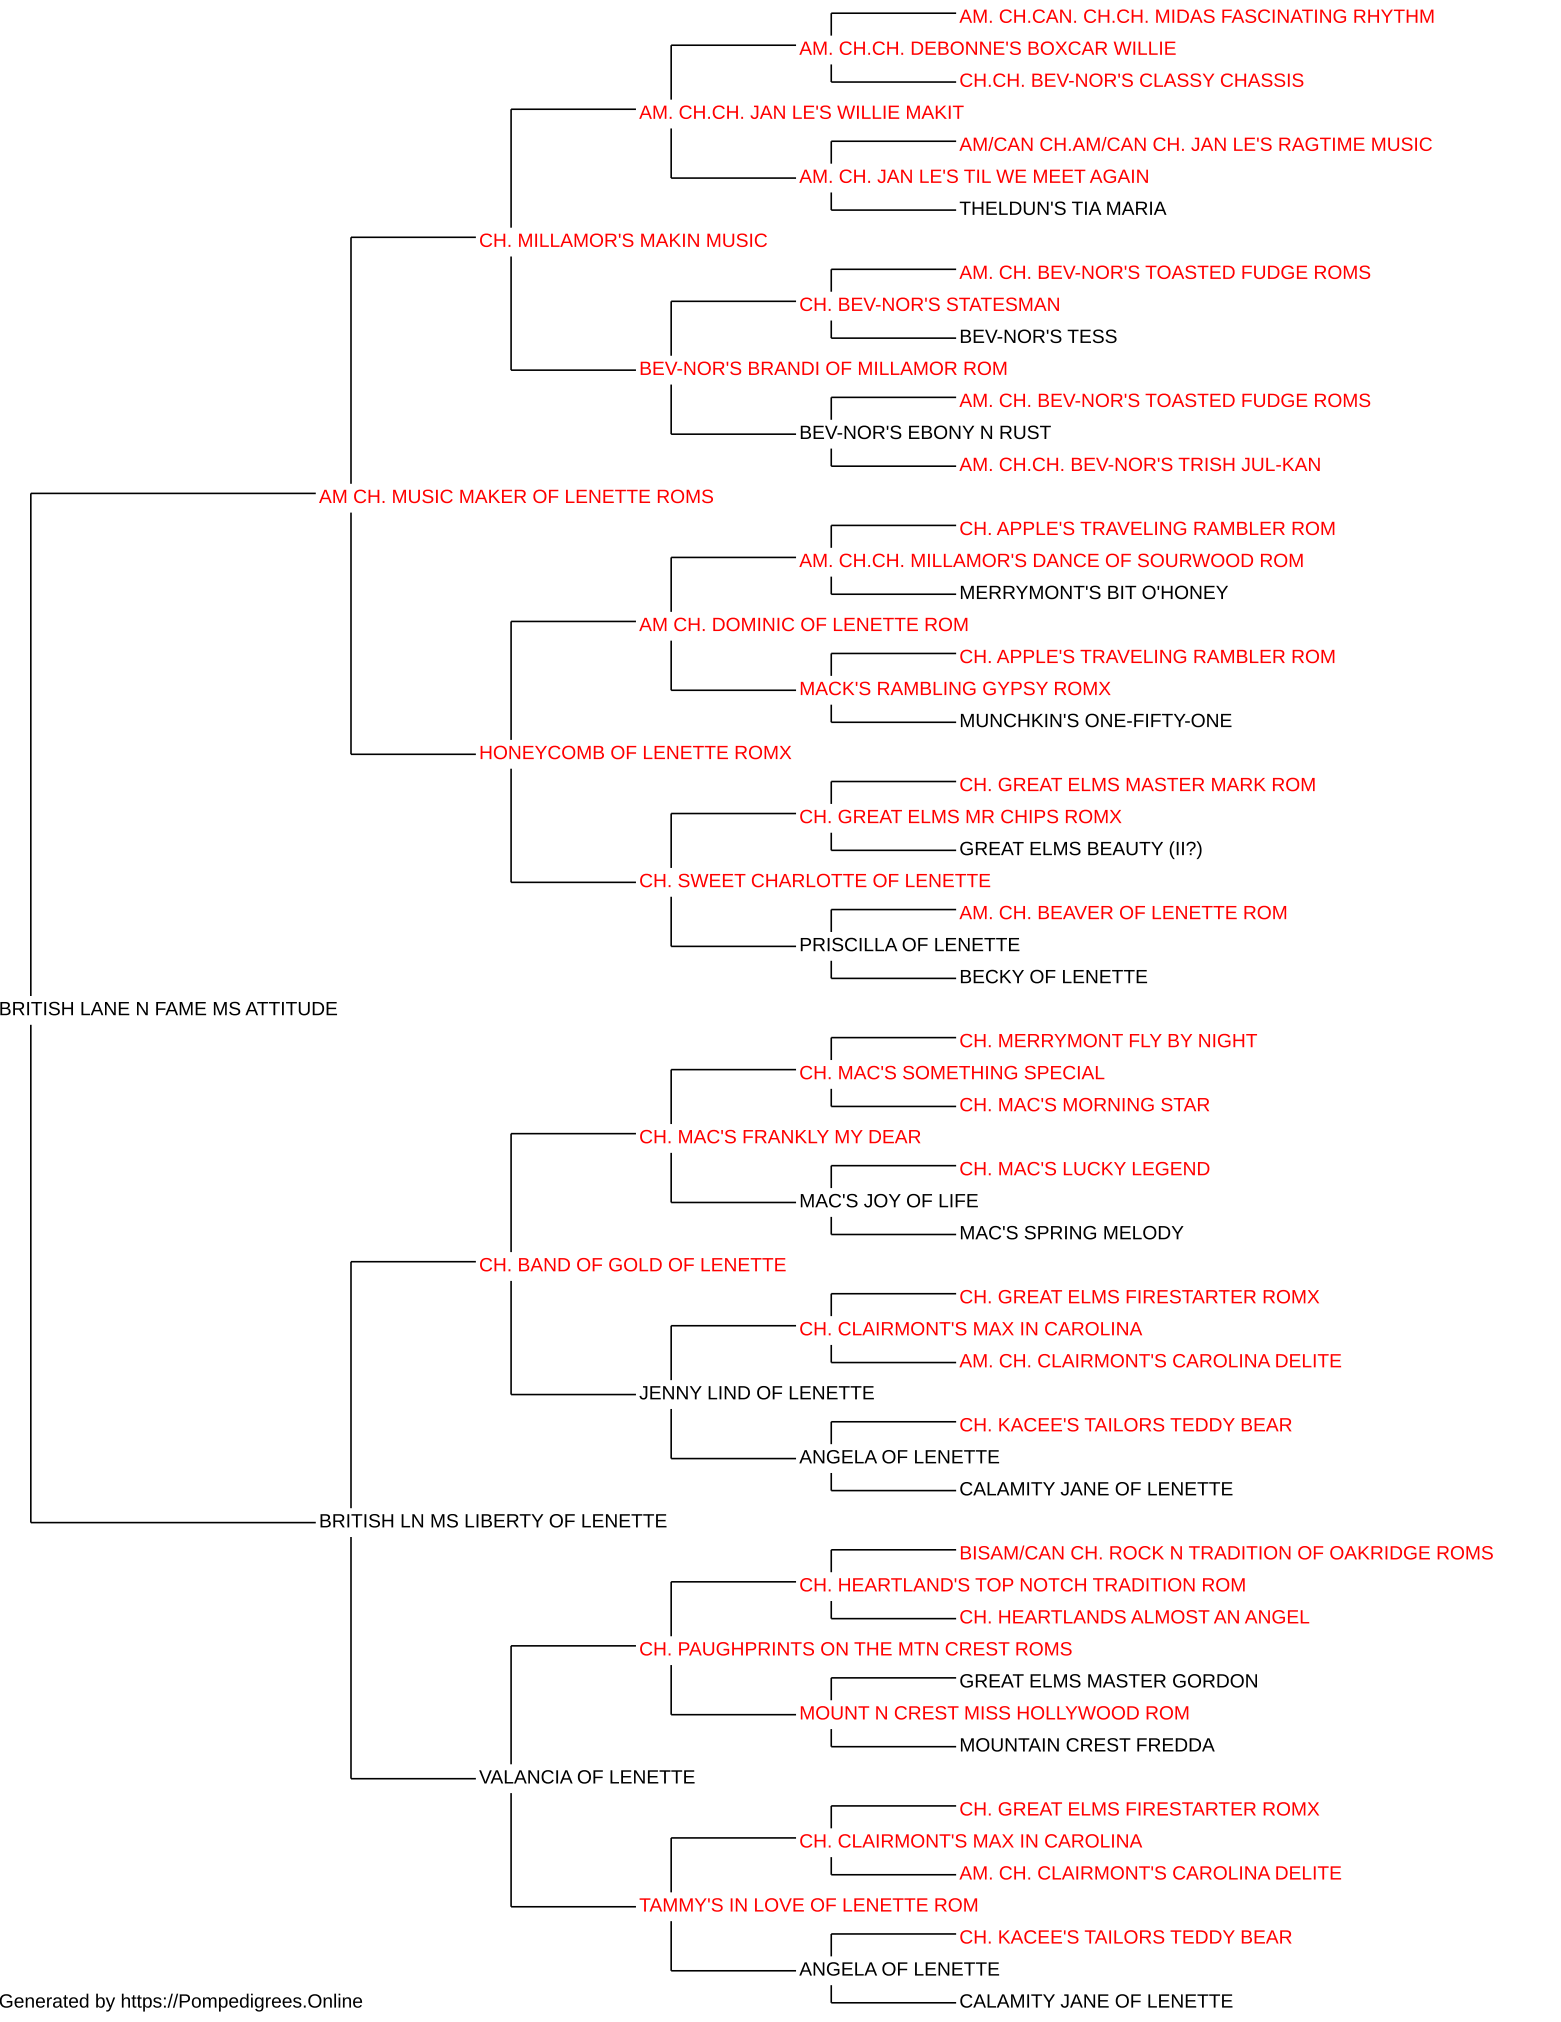 AM. CH.CAN. CH.CH. MIDAS FASCINATING RHYTHM
AM. CH.CH. DEBONNE'S BOXCAR WILLIE
CH.CH. BEV-NOR'S CLASSY CHASSIS
AM. CH.CH. JAN LE'S WILLIE MAKIT
AM/CAN CH.AM/CAN CH. JAN LE'S RAGTIME MUSIC
AM. CH. JAN LE'S TIL WE MEET AGAIN
THELDUN'S TIA MARIA
CH. MILLAMOR'S MAKIN MUSIC
AM. CH. BEV-NOR'S TOASTED FUDGE ROMS
CH. BEV-NOR'S STATESMAN
BEV-NOR'S TESS
BEV-NOR'S BRANDI OF MILLAMOR ROM
AM. CH. BEV-NOR'S TOASTED FUDGE ROMS
BEV-NOR'S EBONY N RUST
AM. CH.CH. BEV-NOR'S TRISH JUL-KAN
AM CH. MUSIC MAKER OF LENETTE ROMS
CH. APPLE'S TRAVELING RAMBLER ROM
AM. CH.CH. MILLAMOR'S DANCE OF SOURWOOD ROM
MERRYMONT'S BIT O'HONEY
AM CH. DOMINIC OF LENETTE ROM
CH. APPLE'S TRAVELING RAMBLER ROM
MACK'S RAMBLING GYPSY ROMX
MUNCHKIN'S ONE-FIFTY-ONE
HONEYCOMB OF LENETTE ROMX
CH. GREAT ELMS MASTER MARK ROM
CH. GREAT ELMS MR CHIPS ROMX
GREAT ELMS BEAUTY (II?)
CH. SWEET CHARLOTTE OF LENETTE
AM. CH. BEAVER OF LENETTE ROM
PRISCILLA OF LENETTE
BECKY OF LENETTE
BRITISH LANE N FAME MS ATTITUDE
CH. MERRYMONT FLY BY NIGHT
CH. MAC'S SOMETHING SPECIAL
CH. MAC'S MORNING STAR
CH. MAC'S FRANKLY MY DEAR
CH. MAC'S LUCKY LEGEND
MAC'S JOY OF LIFE
MAC'S SPRING MELODY
CH. BAND OF GOLD OF LENETTE
CH. GREAT ELMS FIRESTARTER ROMX
CH. CLAIRMONT'S MAX IN CAROLINA
AM. CH. CLAIRMONT'S CAROLINA DELITE
JENNY LIND OF LENETTE
CH. KACEE'S TAILORS TEDDY BEAR
ANGELA OF LENETTE
CALAMITY JANE OF LENETTE
BRITISH LN MS LIBERTY OF LENETTE
BISAM/CAN CH. ROCK N TRADITION OF OAKRIDGE ROMS
CH. HEARTLAND'S TOP NOTCH TRADITION ROM
CH. HEARTLANDS ALMOST AN ANGEL
CH. PAUGHPRINTS ON THE MTN CREST ROMS
GREAT ELMS MASTER GORDON
MOUNT N CREST MISS HOLLYWOOD ROM
MOUNTAIN CREST FREDDA
VALANCIA OF LENETTE
CH. GREAT ELMS FIRESTARTER ROMX
CH. CLAIRMONT'S MAX IN CAROLINA
AM. CH. CLAIRMONT'S CAROLINA DELITE
TAMMY'S IN LOVE OF LENETTE ROM
CH. KACEE'S TAILORS TEDDY BEAR
ANGELA OF LENETTE
CALAMITY JANE OF LENETTE
Generated by https://Pompedigrees.Online